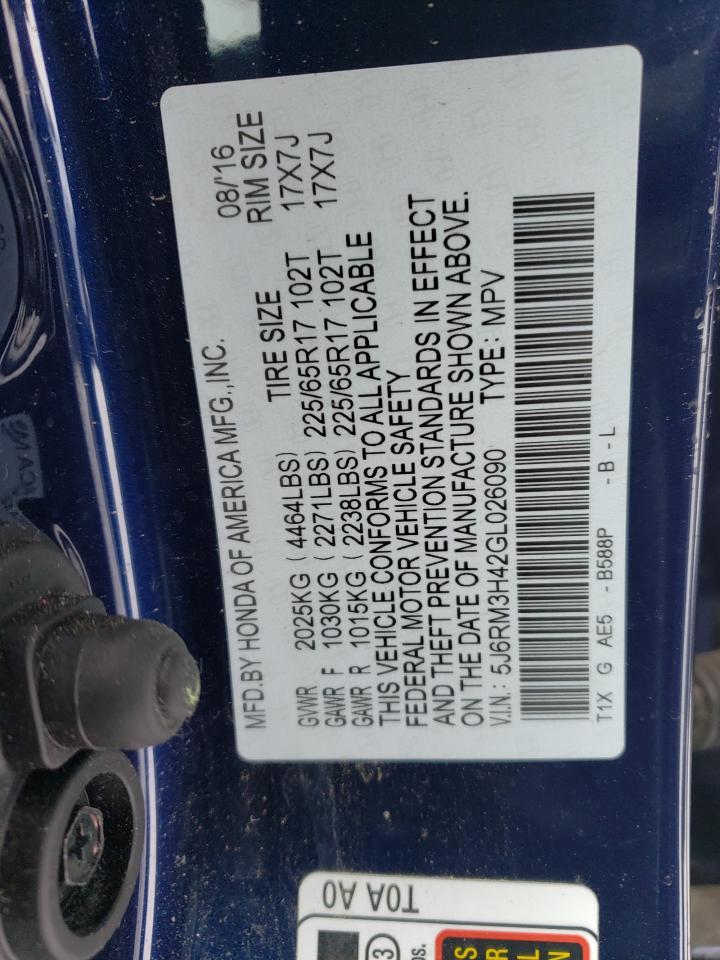 MFD.BY HONDA OF AMERICA MFG.,INC. 08/'16
TIRE SIZE RIM SIZE
GVWR 2025KG ( 4464LBS)
GAWR F 1030KG ( 2271LBS) 225/65R17 102T 17X7J
GAWR R 1015KG ( 2238LBS) 225/65R17 102T 17X7J
THIS VEHICLE CONFORMS TO ALL APPLICABLE
FEDERAL MOTOR VEHICLE SAFETY
AND THEFT PREVENTION STANDARDS IN EFFECT
ON THE DATE OF MANUFACTURE SHOWN ABOVE.
V.I.N.: 5J6RM3H42GL026090 TYPE: MPV
T1X G AE5 - B588P - B - L
T0A A0
3